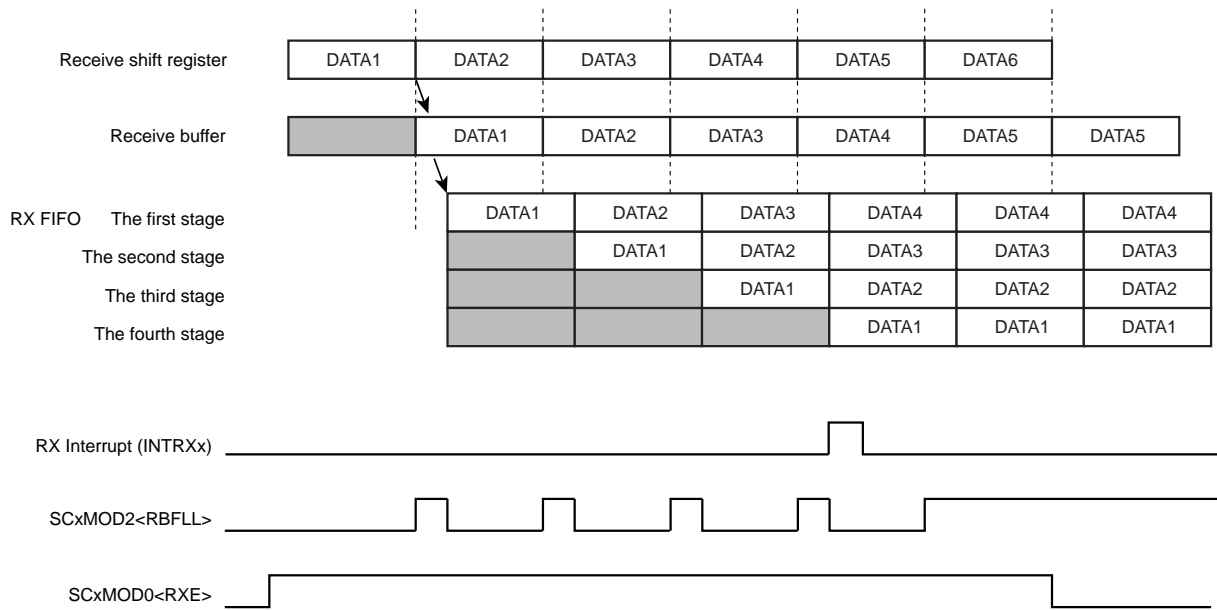 Receive shift register DATA1 DATA2 DATA3 DATA4 DATA5 DATA6
Receive buffer DATA1 DATA2 DATA3 DATA4 DATA5 DATA5
RX FIFO The first stage DATA1 DATA2 DATA3 DATA4 DATA4 DATA4
The second stage DATA1 DATA2 DATA3 DATA3 DATA3
The third stage DATA1 DATA2 DATA2 DATA2
The fourth stage DATA1 DATA1 DATA1
RX Interrupt (INTRXx)
SCxMOD2<RBFLL>
SCxMOD0<RXE>